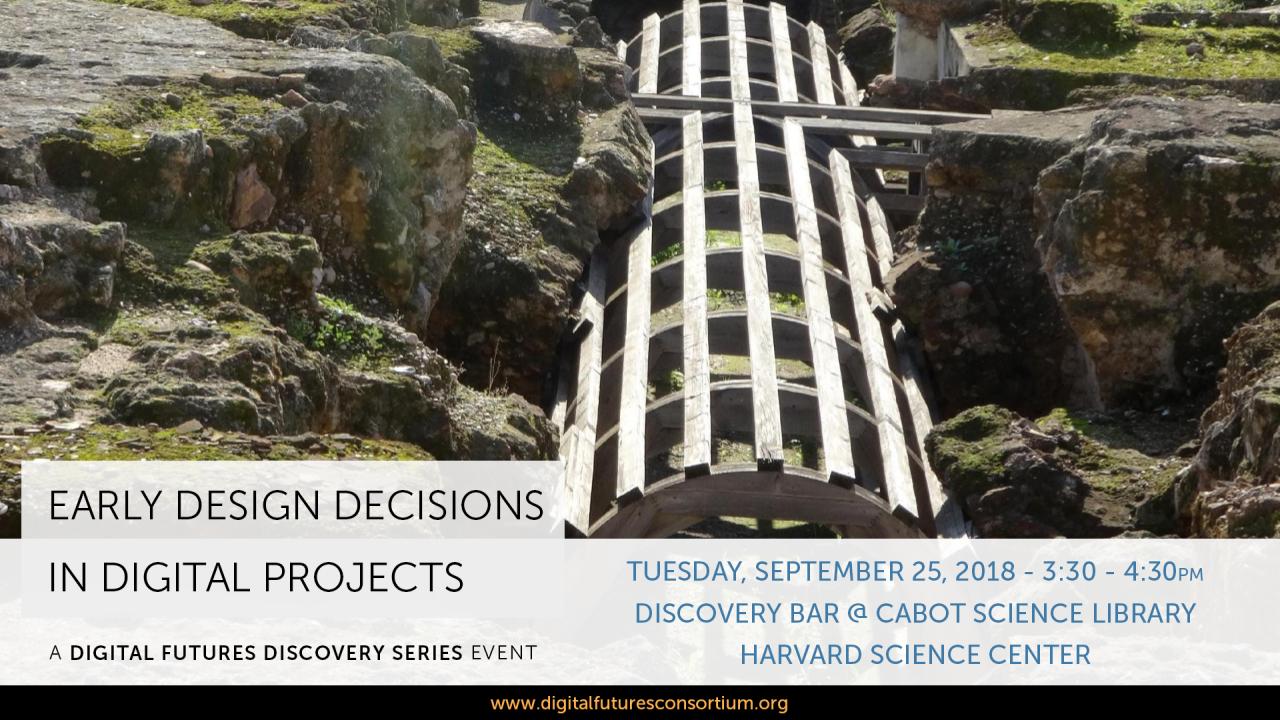 EARLY DESIGN DECISIONS
IN DIGITAL PROJECTS
A DIGITAL FUTURES DISCOVERY SERIES EVENT
TUESDAY, SEPTEMBER 25, 2018 - 3:30 - 4:30PM
DISCOVERY BAR @ CABOT SCIENCE LIBRARY
HARVARD SCIENCE CENTER
www.digitalfuturesconsortium.org